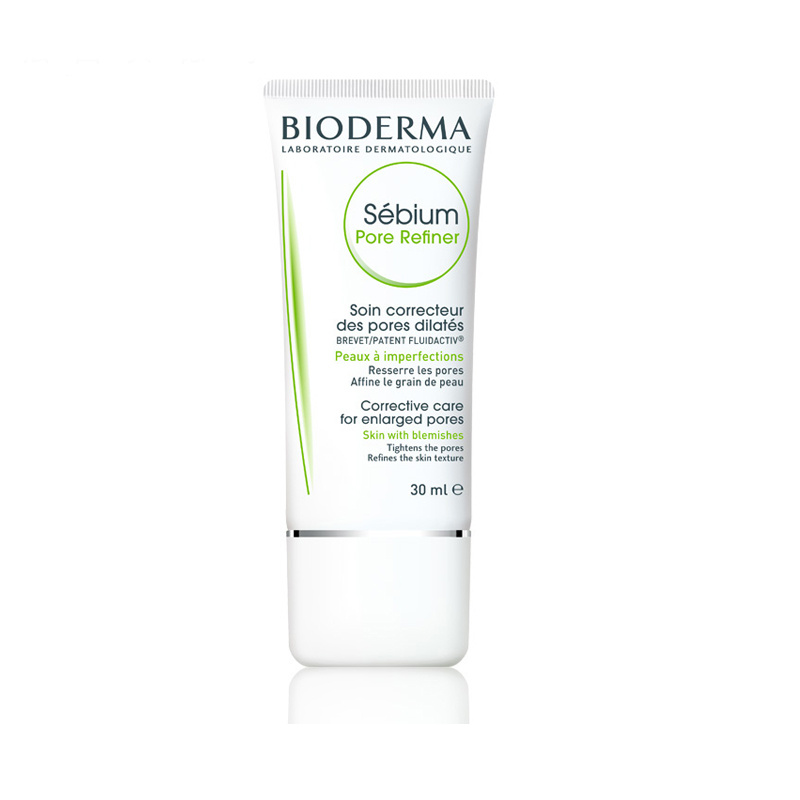 BIODERMA
LABORATOIRE DERMATOLOGIQUE
Sébium
Pore Refiner
Soin correcteur
des pores dilatés
BREVET/PATENT FLUIDACTIV®
Peaux à imperfections
Resserre les pores
Affine le grain de peau
Corrective care
for enlarged pores
Skin with blemishes
Tightens the pores
Refines the skin texture
30 ml ℮